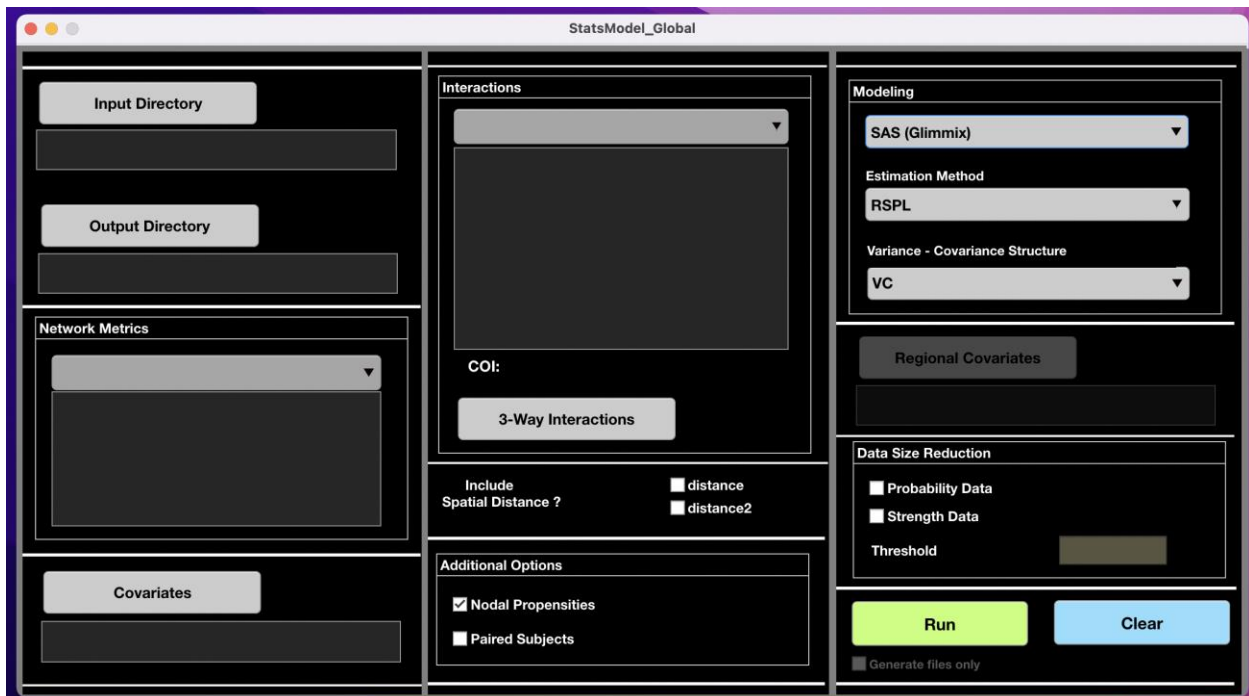 StatsModel_Global
Input Directory
Output Directory
Network Metrics
Covariates
Interactions
COI:
3-Way Interactions
Include
Spatial Distance ?
distance
distance2
Additional Options
Nodal Propensities
Paired Subjects
Modeling
SAS (Glimmix)
Estimation Method
RSPL
Variance - Covariance Structure
VC
Regional Covariates
Data Size Reduction
Probability Data
Strength Data
Threshold
Run
Clear
Generate files only